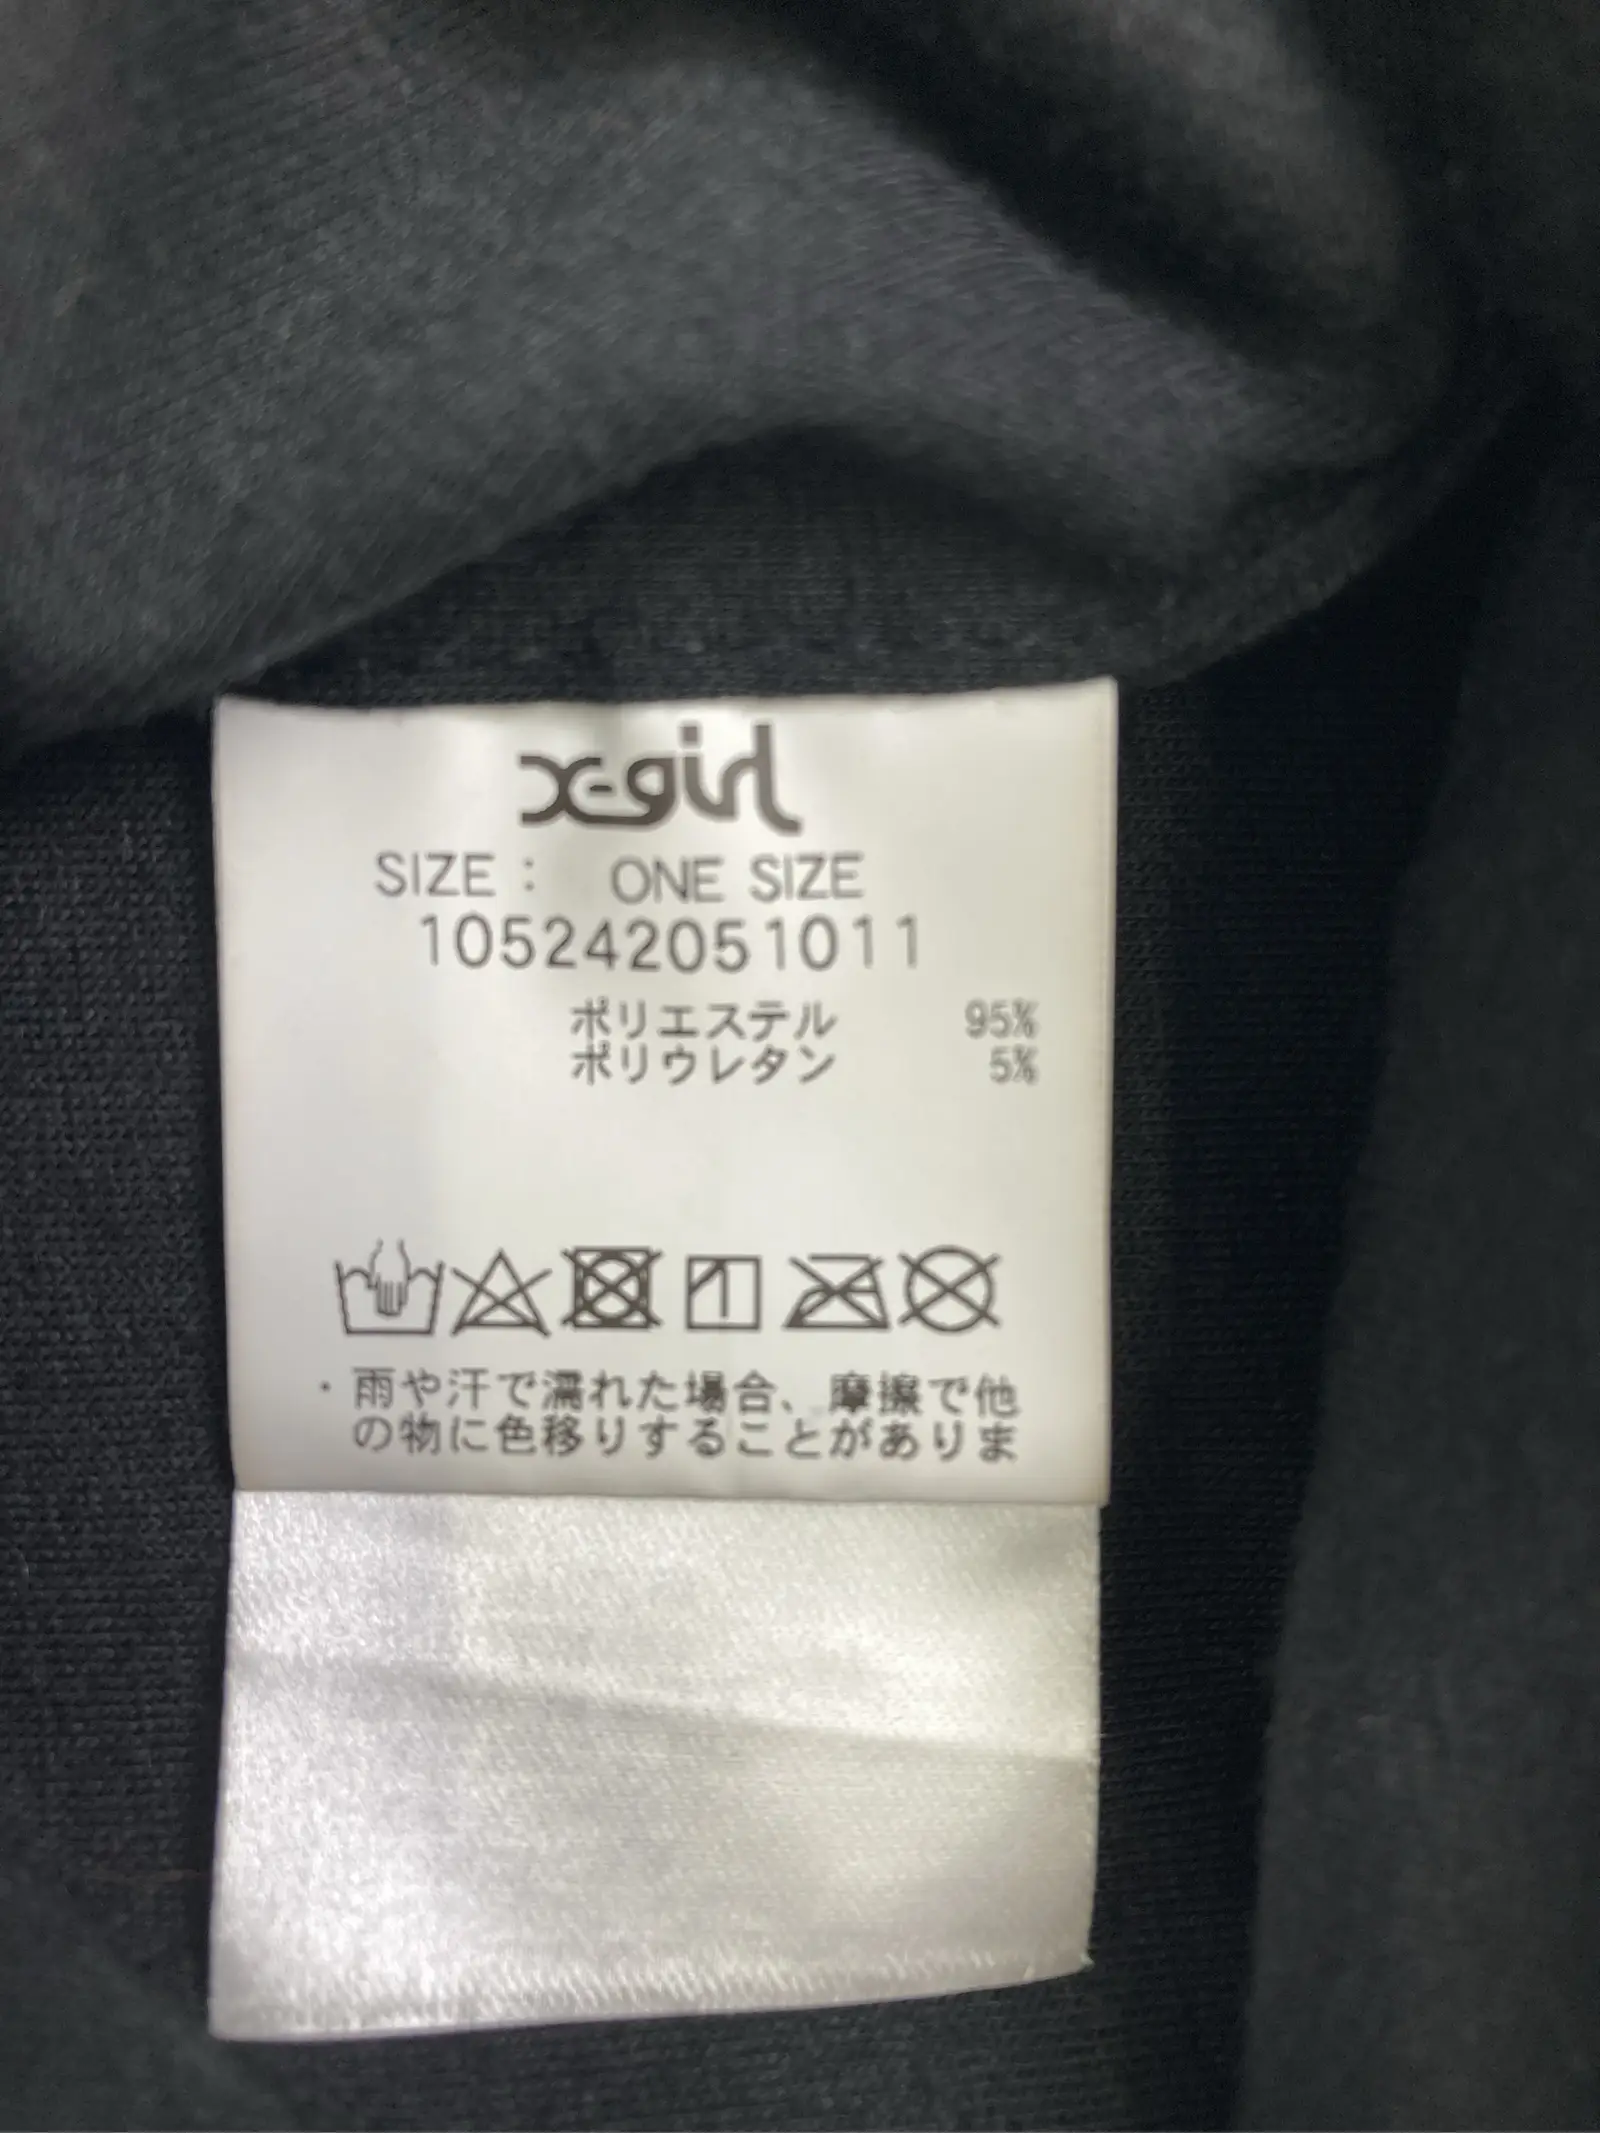 X-girl
SIZE : ONE SIZE
105242051011
ポリエステル 95%
ポリウレタン 5%
・雨や汗で濡れた場合、摩擦で他
の物に色移りすることがありま